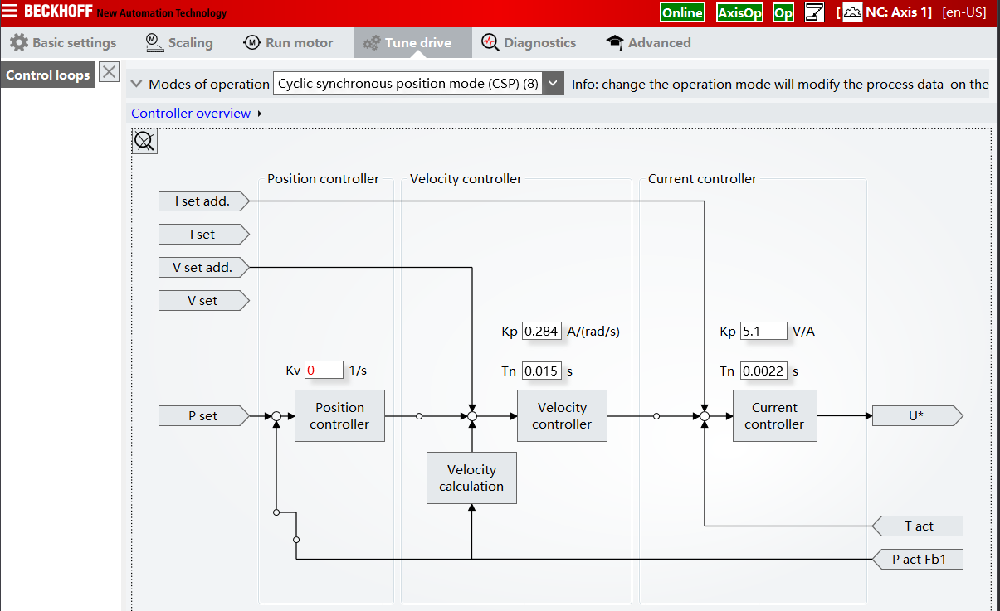 BECKHOFF New Automation Technology
Online AxisOp Op [ NC: Axis 1] [en-US]
Basic settings Scaling Run motor Tune drive Diagnostics Advanced
Control loops
Modes of operation Cyclic synchronous position mode (CSP) (8) Info: change the operation mode will modify the process data on the
Controller overview
Position controller Velocity controller Current controller
I set add.
I set
V set add.
V set
Kp 0.284 A/(rad/s) Kp 5.1 V/A
Kv 0 1/s Tn 0.015 s Tn 0.0022 s
P set
Position
controller
Velocity
controller
Current
controller
U*
Velocity
calculation
T act
P act Fb1